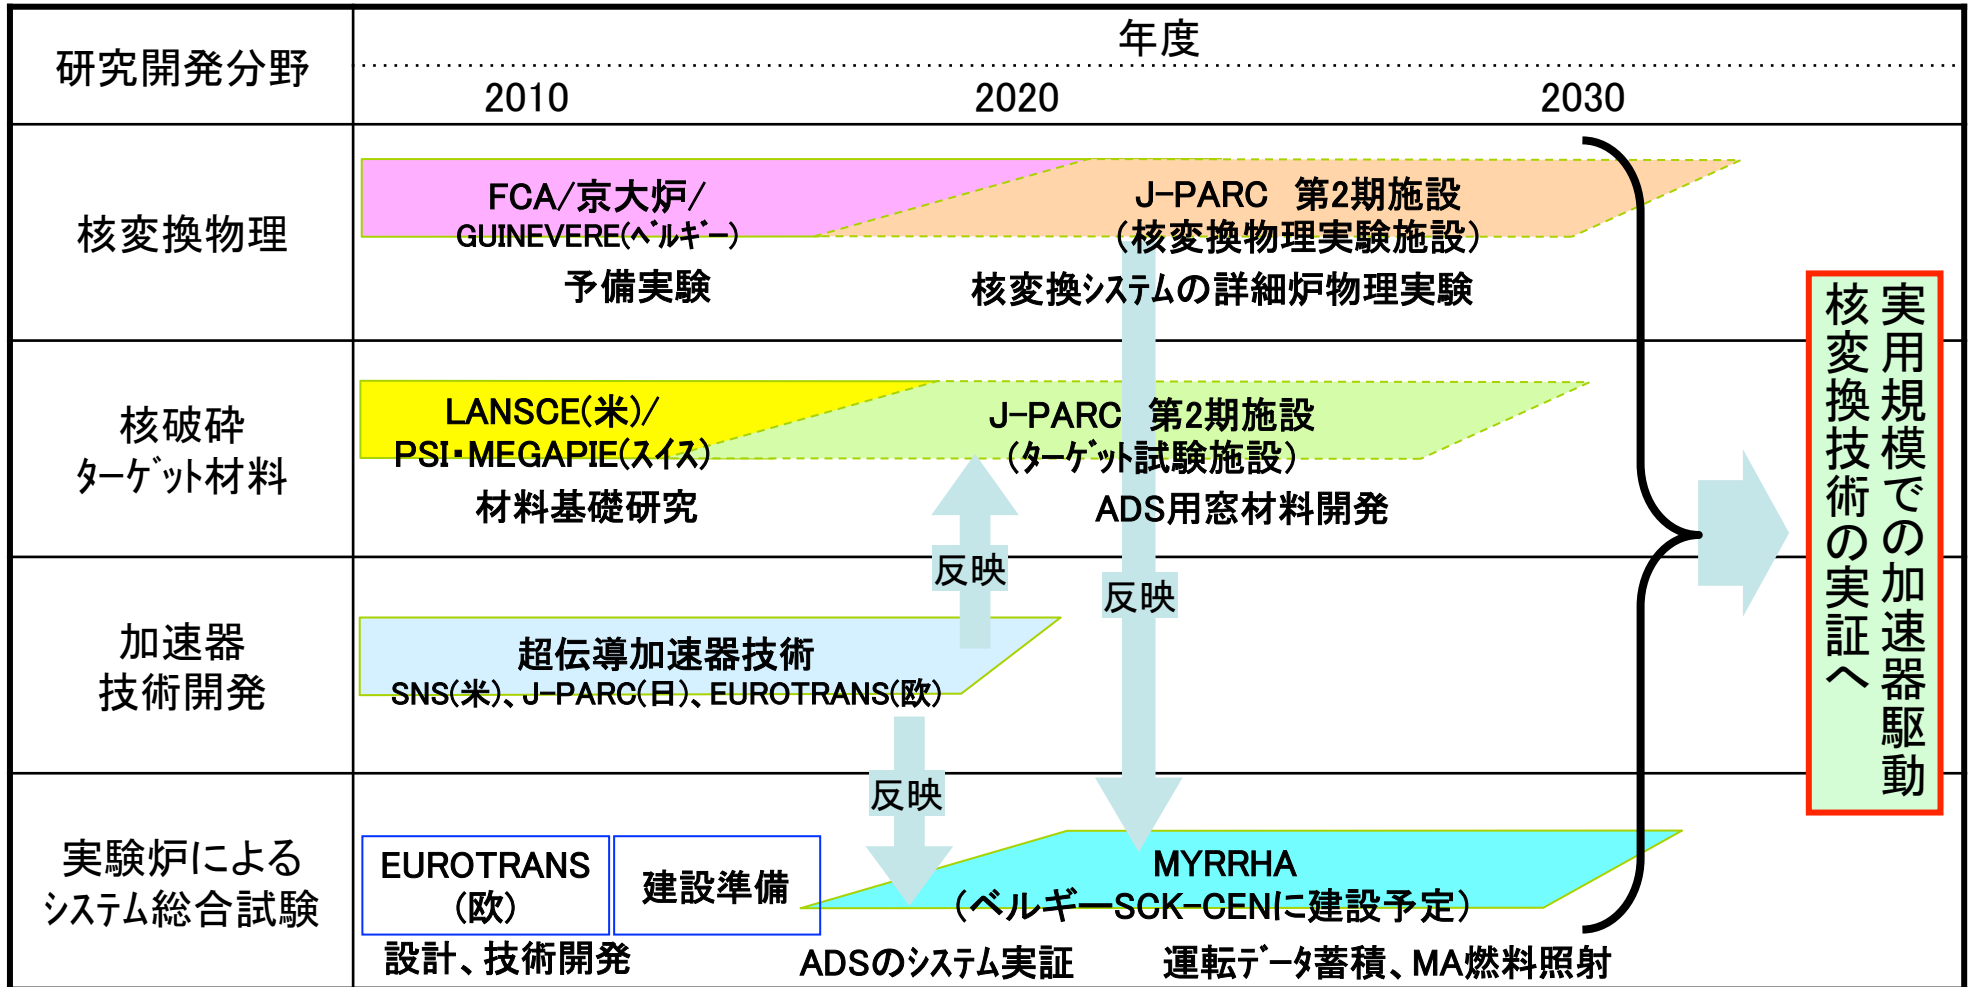 研究開発分野
年度
2010 2020 2030
核変換物理
FCA/京大炉/
GUINEVERE(ﾍﾞﾙｷﾞｰ)
予備実験
J-PARC 第2期施設
(核変換物理実験施設)
核変換ｼｽﾃﾑの詳細炉物理実験
核破砕
ﾀｰｹﾞｯﾄ材料
LANSCE(米)/
PSI・MEGAPIE(ｽｲｽ)
材料基礎研究
J-PARC 第2期施設
(ﾀｰｹﾞｯﾄ試験施設)
ADS用窓材料開発
反映
反映
加速器
技術開発
超伝導加速器技術
SNS(米)、J-PARC(日)、EUROTRANS(欧)
反映
実験炉による
ｼｽﾃﾑ総合試験
EUROTRANS
(欧)
設計、技術開発
建設準備
MYRRHA
(ベルギーSCK-CENに建設予定)
ADSのｼｽﾃﾑ実証
運転ﾃﾞｰﾀ蓄積、MA燃料照射
実用規模での加速器駆動
核変換技術の実証へ